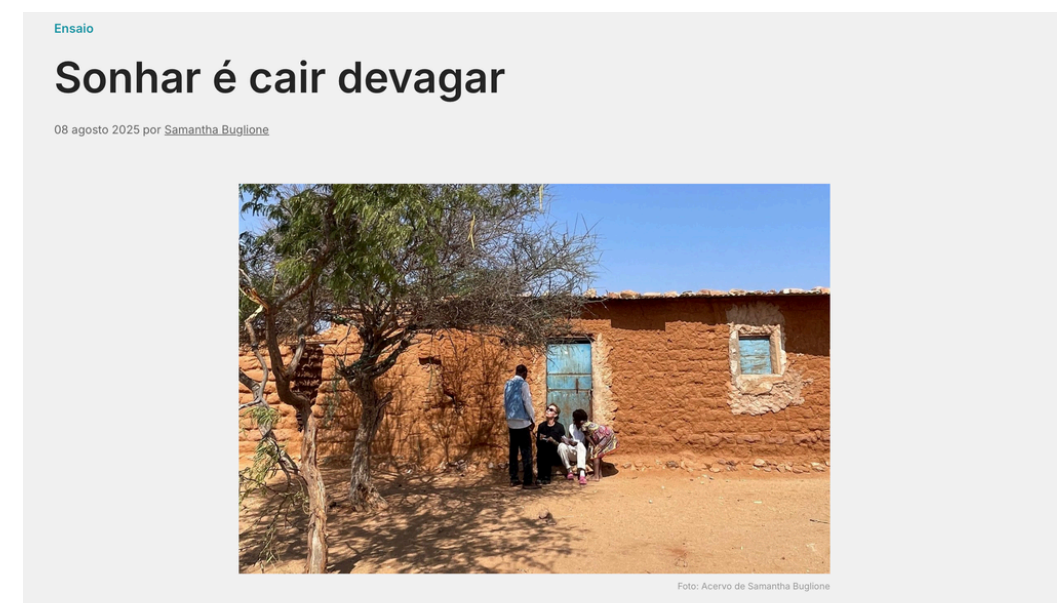 Ensaio
Sonhar é cair devagar
08 agosto 2025 por Samantha Buglione
Foto: Acervo de Samantha Buglione